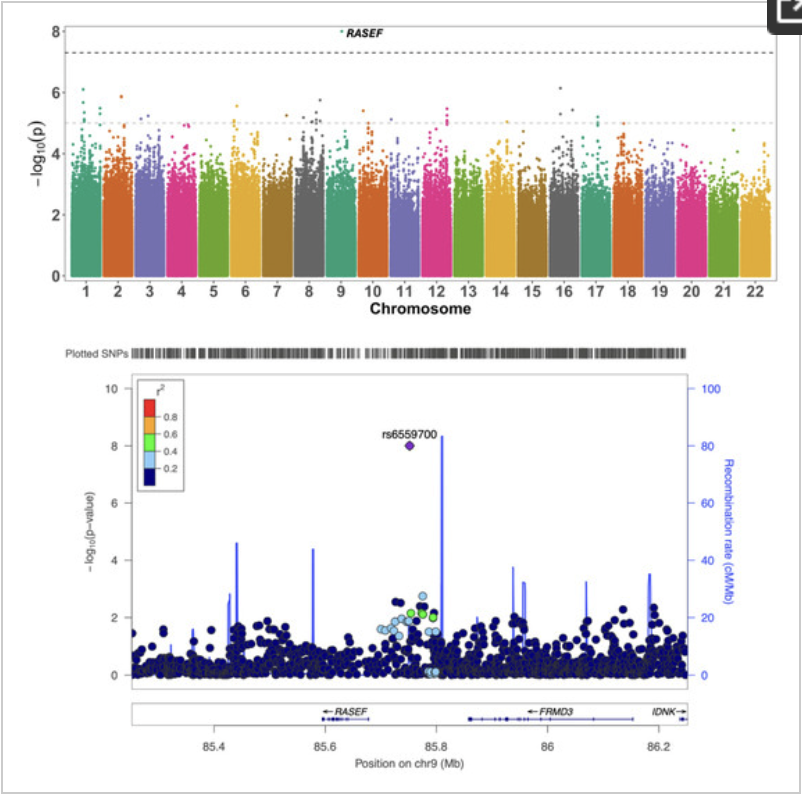 8
RASEF
6
4
2
0
−log10(p)
1 2 3 4 5 6 7 8 9 10 11 12 13 14 15 16 17 18 19 20 21 22
Chromosome
Plotted SNPs
10
8
6
4
2
0
−log10(p−value)
r2
0.8
0.6
0.4
0.2
rs6559700
100
80
60
40
20
0
Recombination rate (cM/Mb)
←RASEF
←FRMD3
IDNK→
85.4 85.6 85.8 86 86.2
Position on chr9 (Mb)